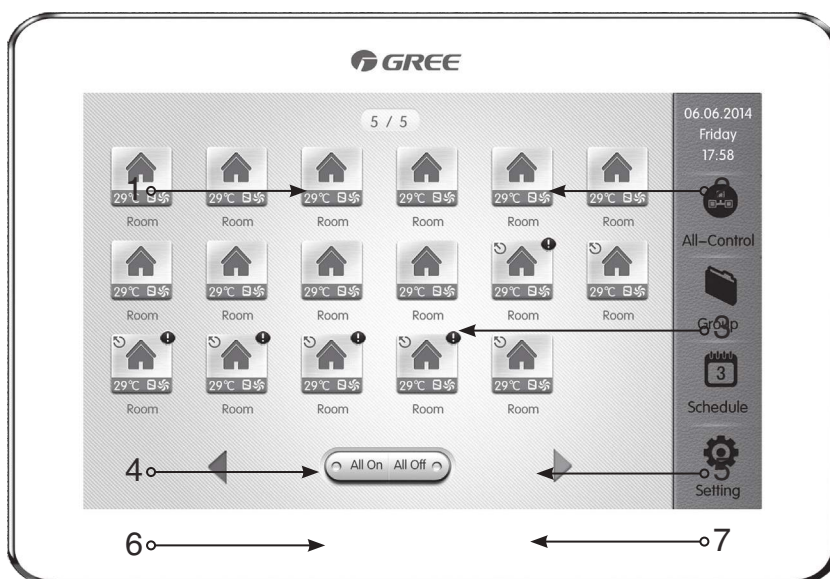 GREE
5 / 5
06.06.2014
Friday
17:58
29℃ 29℃ 29℃ 29℃ 29℃ 29℃
1
Room Room Room Room Room Room
All-Control
29℃ 29℃ 29℃ 29℃ 29℃ 29℃
Room Room Room Room Room Room
Group
3
29℃ 29℃ 29℃ 29℃ 29℃
3
Room Room Room Room Room
Schedule
4
All On All Off
5
Setting
6
7